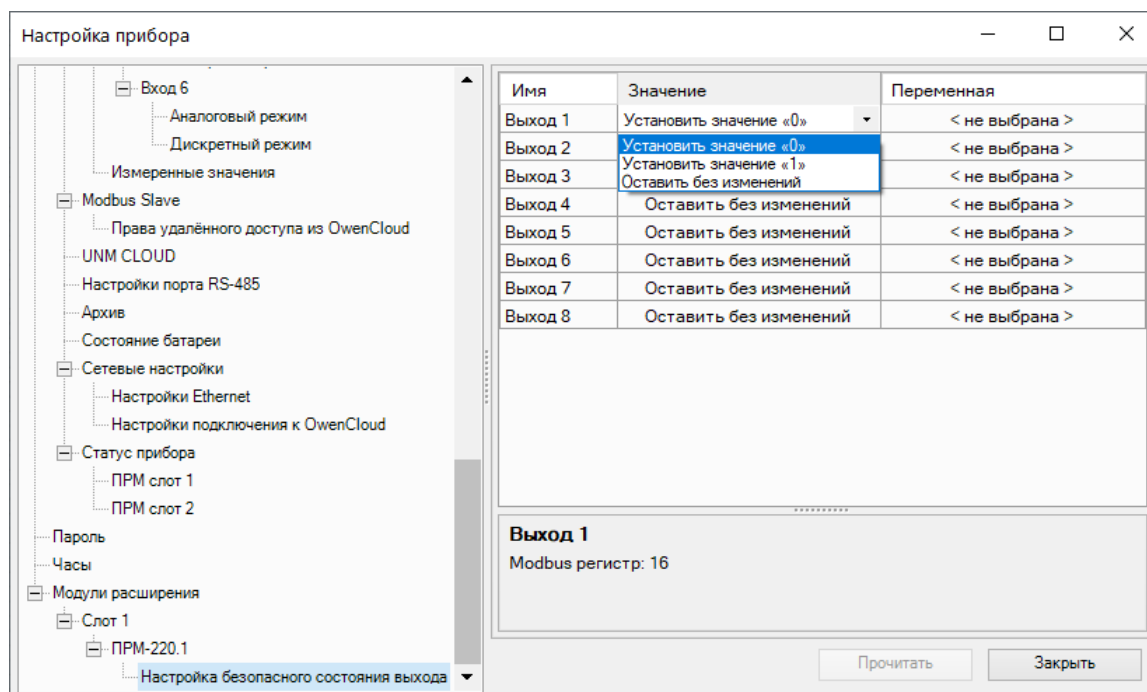 Настройка прибора
Вход 6
Аналоговый режим
Дискретный режим
Измеренные значения
Modbus Slave
Права удалённого доступа из OwenCloud
UNM CLOUD
Настройки порта RS-485
Архив
Состояние батареи
Сетевые настройки
Настройки Ethernet
Настройки подключения к OwenCloud
Статус прибора
ПРМ слот 1
ПРМ слот 2
Пароль
Часы
Модули расширения
Слот 1
ПРМ-220.1
Настройка безопасного состояния выхода
Имя Значение Переменная
Выход 1 Установить значение «0» < не выбрана >
Выход 2 Установить значение «0» < не выбрана >
Установить значение «1»
Выход 3 Оставить без изменений < не выбрана >
Выход 4 Оставить без изменений < не выбрана >
Выход 5 Оставить без изменений < не выбрана >
Выход 6 Оставить без изменений < не выбрана >
Выход 7 Оставить без изменений < не выбрана >
Выход 8 Оставить без изменений < не выбрана >
Выход 1
Modbus регистр: 16
Прочитать Закрыть